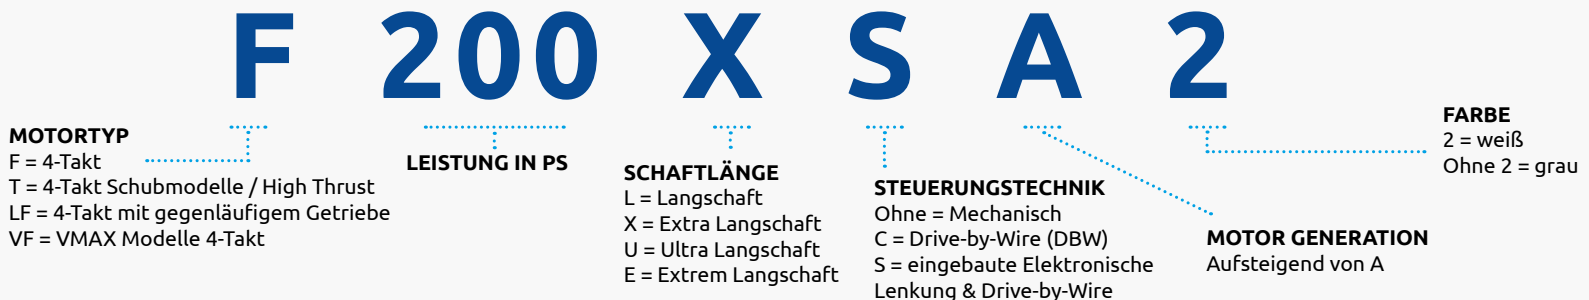 F 200 X S A 2
MOTORTYP
F = 4-Takt
T = 4-Takt Schubmodelle / High Thrust
LF = 4-Takt mit gegenläufigem Getriebe
VF = VMAX Modelle 4-Takt
LEISTUNG IN PS
SCHAFTLÄNGE
L = Langschaft
X = Extra Langschaft
U = Ultra Langschaft
E = Extrem Langschaft
STEUERUNGSTECHNIK
Ohne = Mechanisch
C = Drive-by-Wire (DBW)
S = eingebaute Elektronische
Lenkung & Drive-by-Wire
MOTOR GENERATION
Aufsteigend von A
FARBE
2 = weiß
Ohne 2 = grau